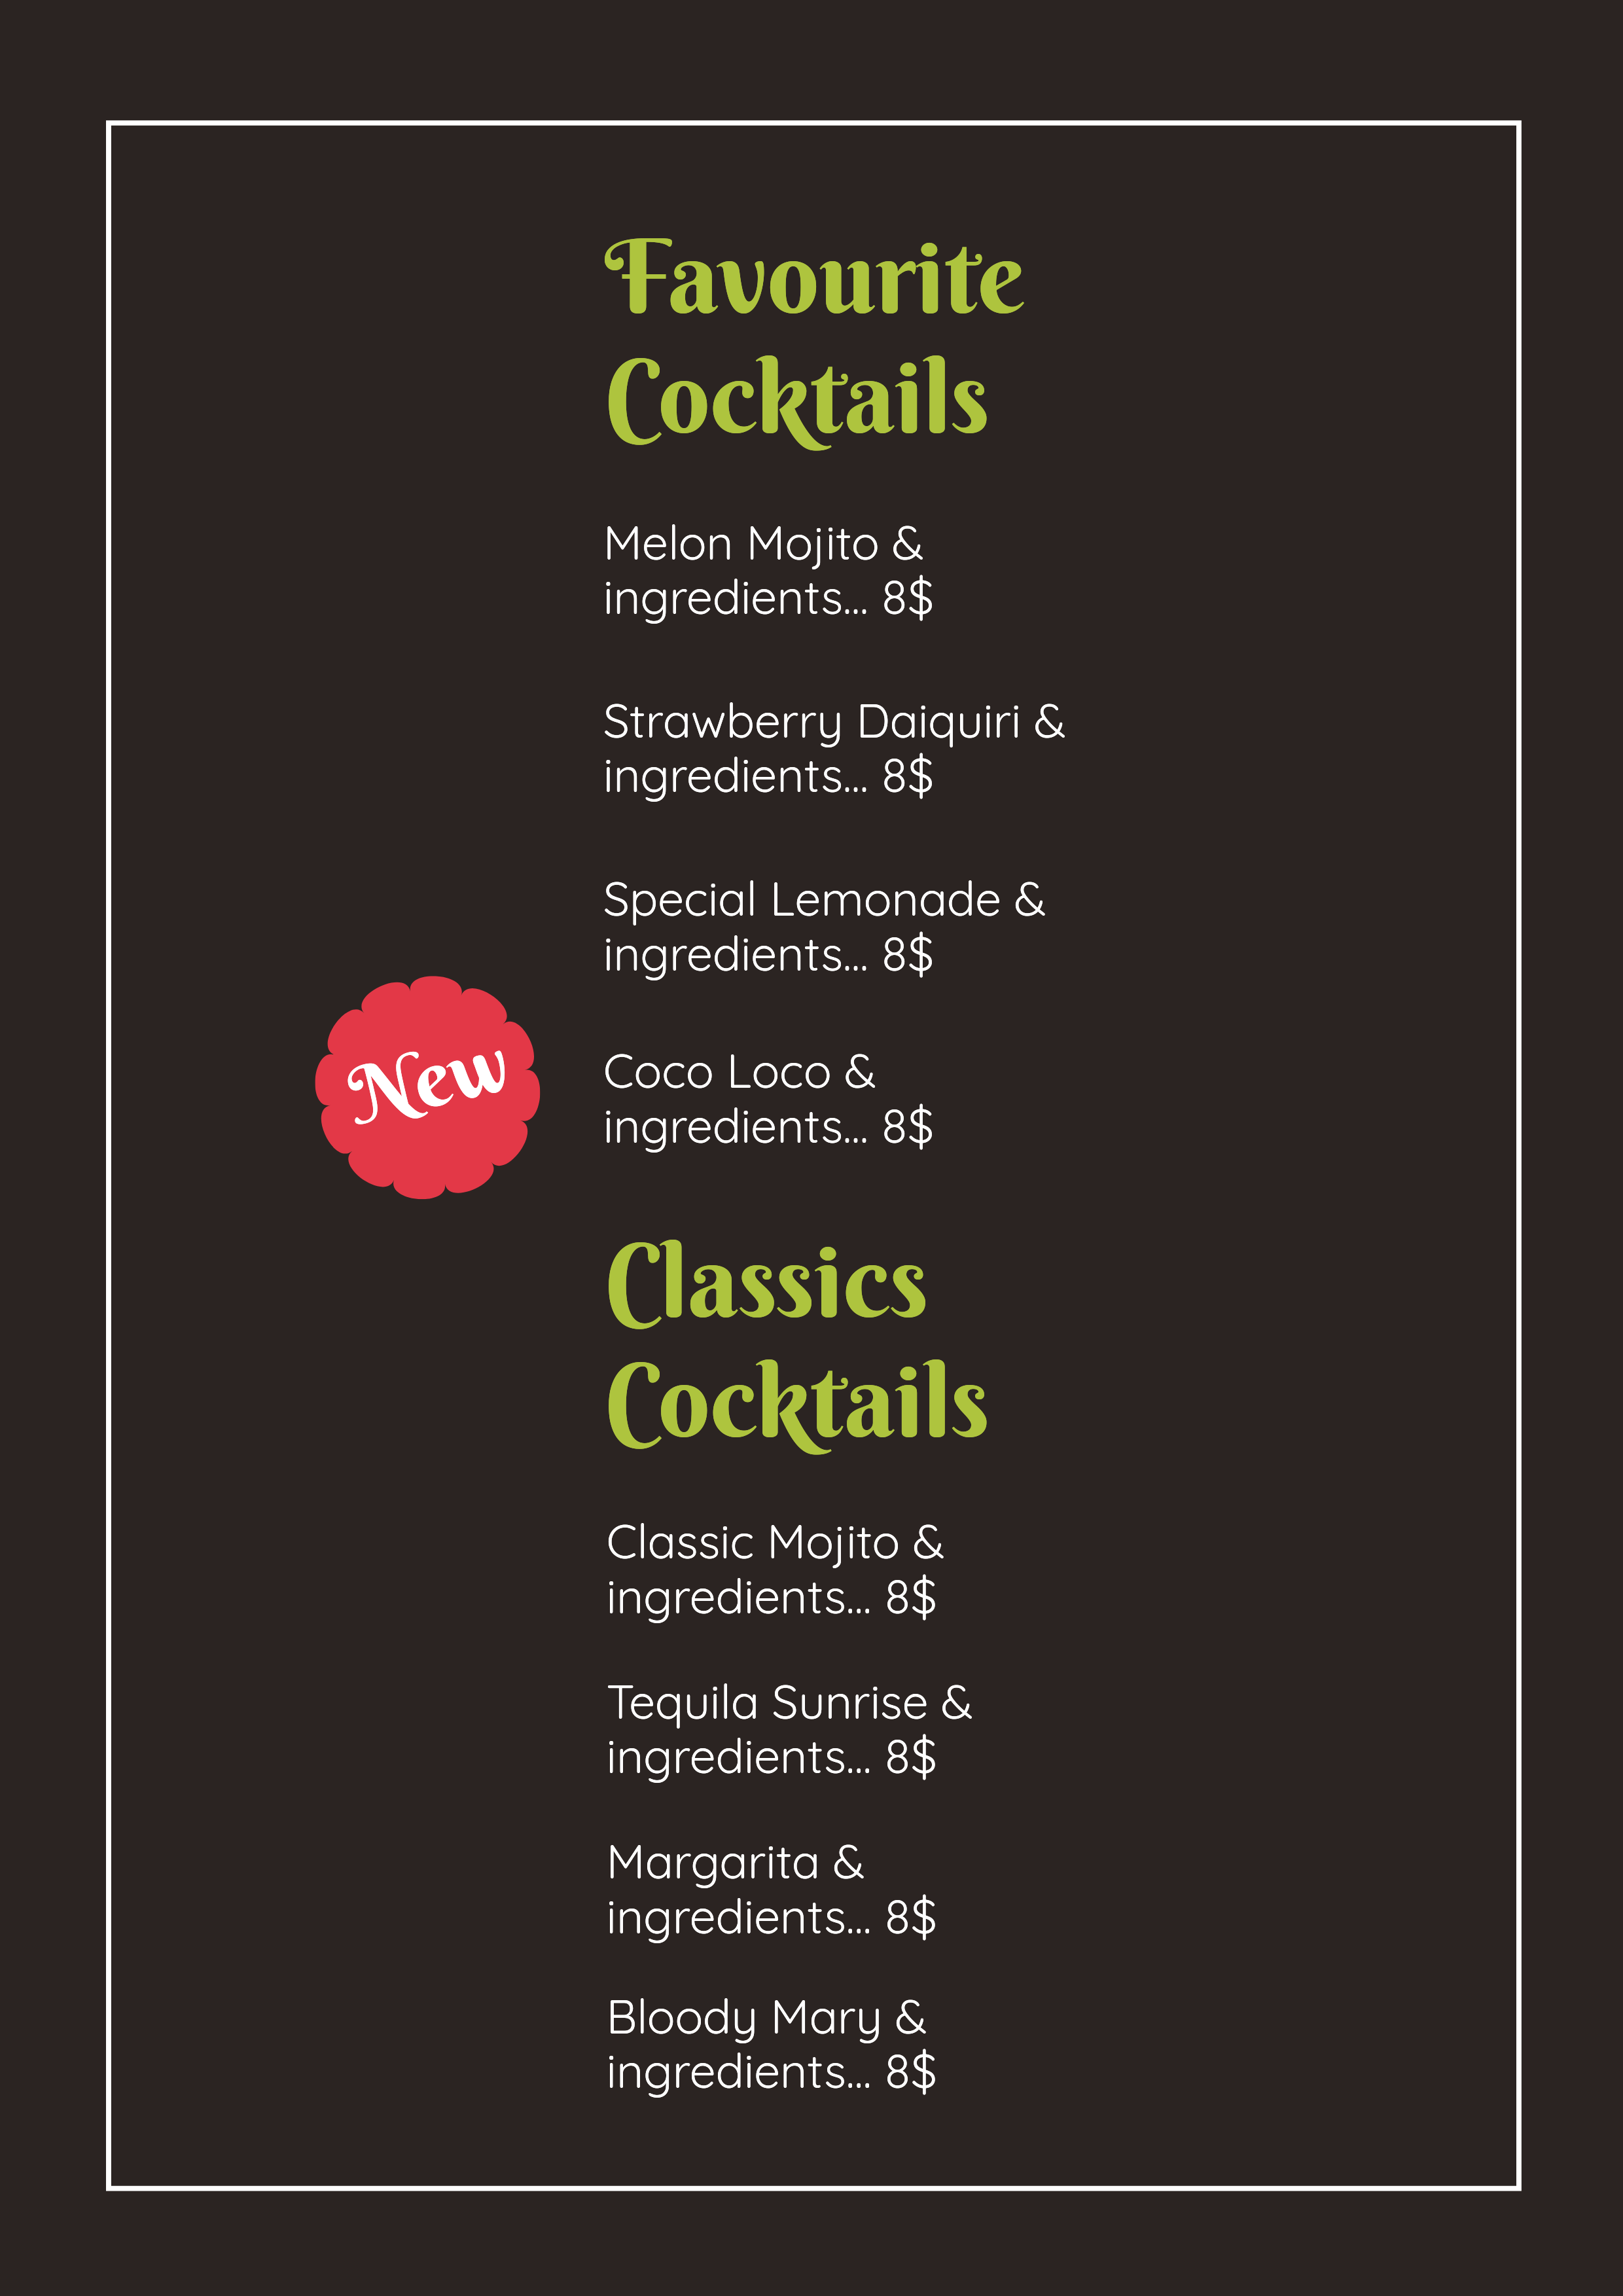 Favourite
Cocktails
Melon Mojito &
ingredients... 8$
Strawberry Daiquiri &
ingredients... 8$
Special Lemonade &
ingredients... 8$
New
Coco Loco &
ingredients... 8$
Classics
Cocktails
Classic Mojito &
ingredients... 8$
Tequila Sunrise &
ingredients... 8$
Margarita &
ingredients... 8$
Bloody Mary &
ingredients... 8$